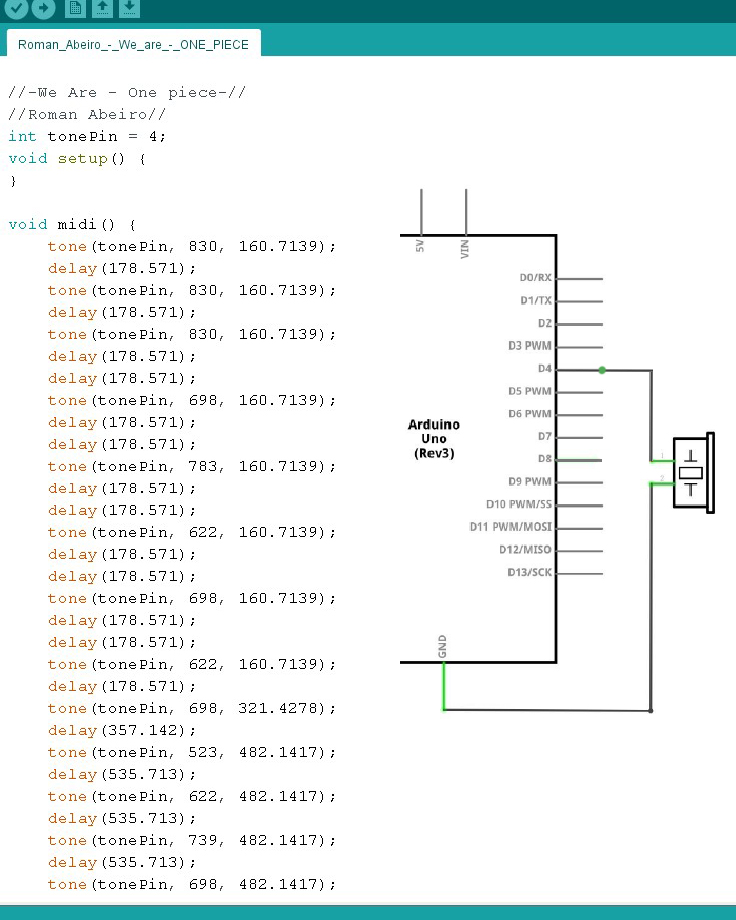 Roman_Abeiro_-_We_are_-_ONE_PIECE
//-We Are - One piece-//
//Roman Abeiro//
int tonePin = 4;
void setup() {
}
void midi() {
tone(tonePin, 830, 160.7139);
delay(178.571);
tone(tonePin, 830, 160.7139);
delay(178.571);
tone(tonePin, 830, 160.7139);
delay(178.571);
delay(178.571);
tone(tonePin, 698, 160.7139);
delay(178.571);
delay(178.571);
tone(tonePin, 783, 160.7139);
delay(178.571);
delay(178.571);
tone(tonePin, 622, 160.7139);
delay(178.571);
delay(178.571);
tone(tonePin, 698, 160.7139);
delay(178.571);
delay(178.571);
tone(tonePin, 622, 160.7139);
delay(178.571);
tone(tonePin, 698, 321.4278);
delay(357.142);
tone(tonePin, 523, 482.1417);
delay(535.713);
tone(tonePin, 622, 482.1417);
delay(535.713);
tone(tonePin, 739, 482.1417);
delay(535.713);
tone(tonePin, 698, 482.1417);
5V
VIN
D0/RX
D1/TX
D2
D3 PWM
D4
D5 PWM
D6 PWM
D7
D8
D9 PWM
D10 PWM/SS
D11 PWM/MOSI
D12/MISO
D13/SCK
Arduino
Uno
(Rev3)
GND
1
2